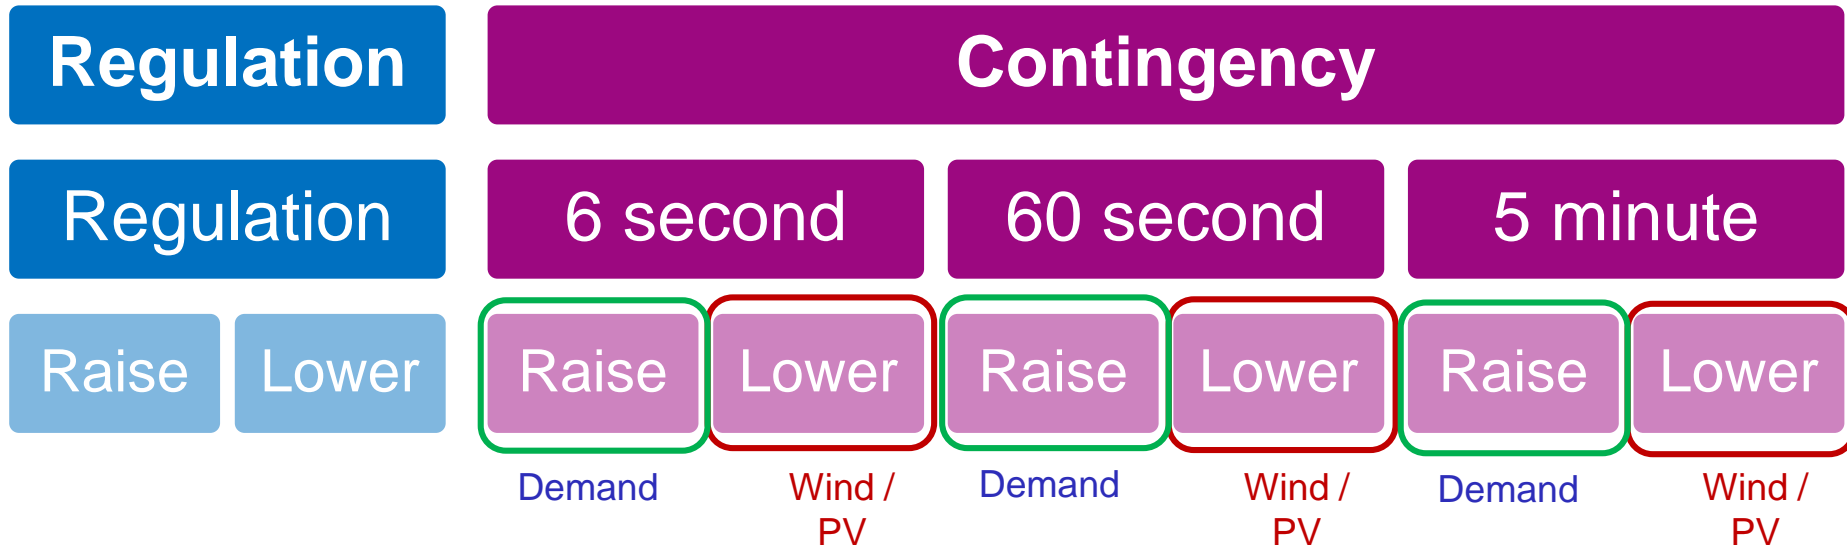 Regulation
Contingency
Regulation
6 second
60 second
5 minute
Raise
Lower
Raise
Lower
Raise
Lower
Raise
Lower
Demand
Wind /
PV
Demand
Wind /
PV
Demand
Wind /
PV